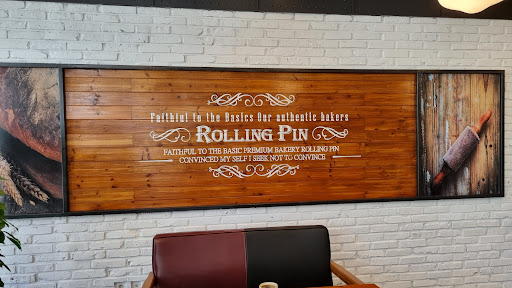 Faithful to the Basics Our authentic bakers
ROLLING PIN
FAITHFUL TO THE BASIC PREMIUM BAKERY ROLLING PIN
CONVINCED MY SELF I SEEK NOT TO CONVINCE